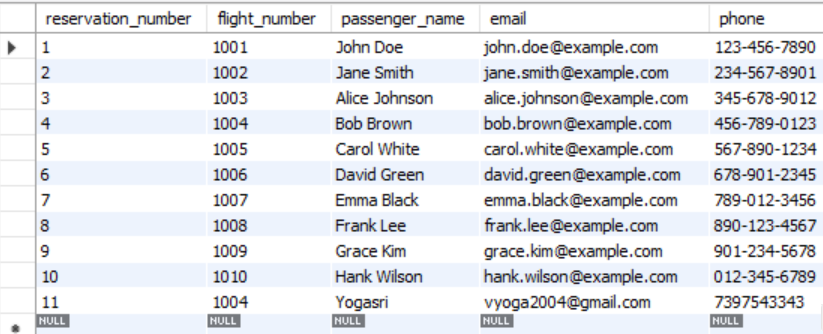 reservation_number flight_number passenger_name email phone
1 1001 John Doe john.doe@example.com 123-456-7890
2 1002 Jane Smith jane.smith@example.com 234-567-8901
3 1003 Alice Johnson alice.johnson@example.com 345-678-9012
4 1004 Bob Brown bob.brown@example.com 456-789-0123
5 1005 Carol White carol.white@example.com 567-890-1234
6 1006 David Green david.green@example.com 678-901-2345
7 1007 Emma Black emma.black@example.com 789-012-3456
8 1008 Frank Lee frank.lee@example.com 890-123-4567
9 1009 Grace Kim grace.kim@example.com 901-234-5678
10 1010 Hank Wilson hank.wilson@example.com 012-345-6789
11 1004 Yogasri vyoga2004@gmail.com 7397543343
NULL NULL NULL NULL NULL